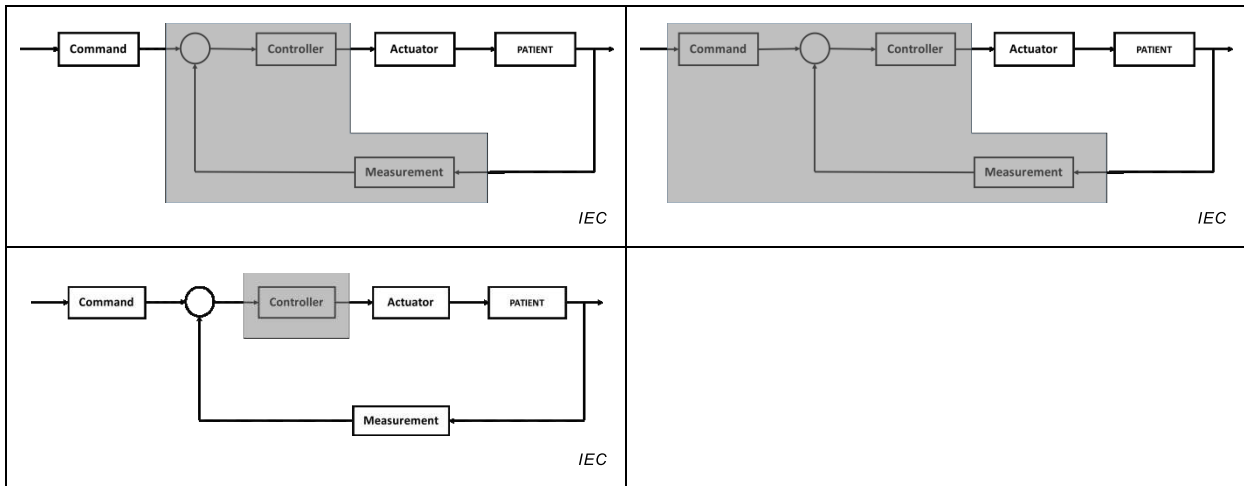 Command Controller Actuator PATIENT
Measurement
IEC
Command Controller Actuator PATIENT
Measurement
IEC
Command Controller Actuator PATIENT
Measurement
IEC